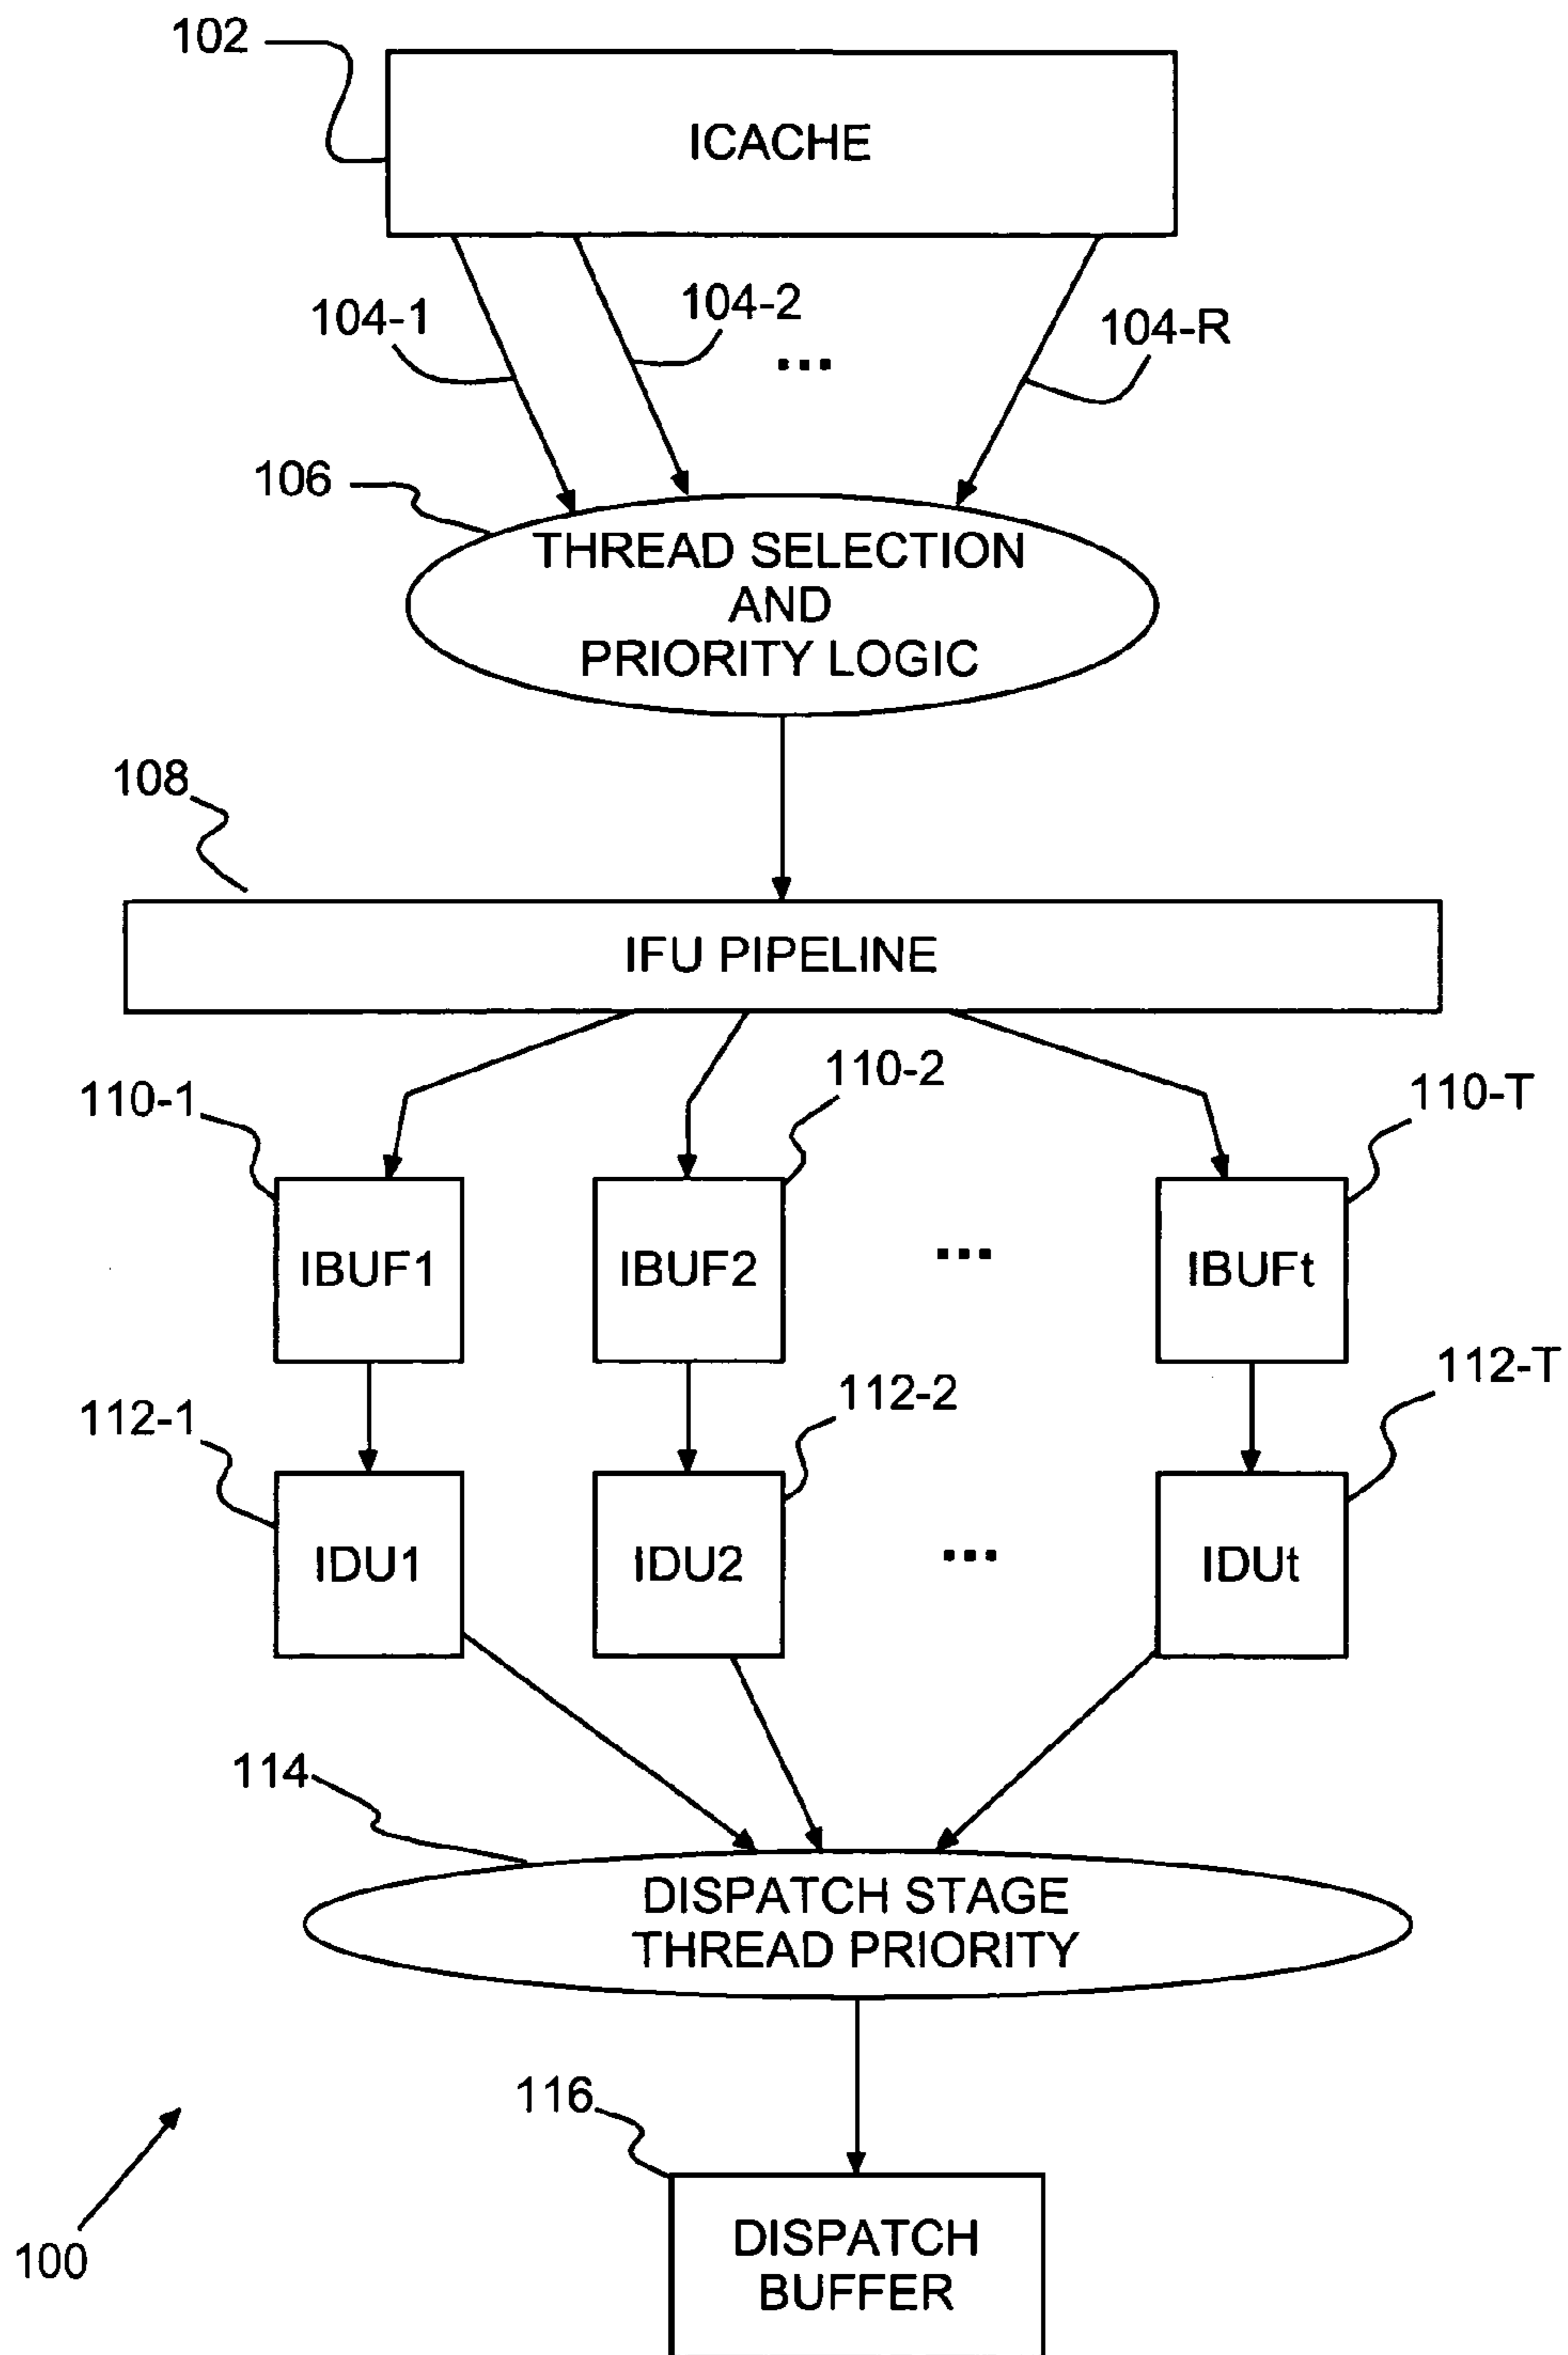 102
ICACHE
104-1
104-2
...
104-R
106
THREAD SELECTION
AND
PRIORITY LOGIC
108
IFU PIPELINE
110-1
110-2
110-T
IBUF1
IBUF2
...
IBUFt
112-1
112-2
112-T
IDU1
IDU2
...
IDUt
114
DISPATCH STAGE
THREAD PRIORITY
116
DISPATCH
BUFFER
100